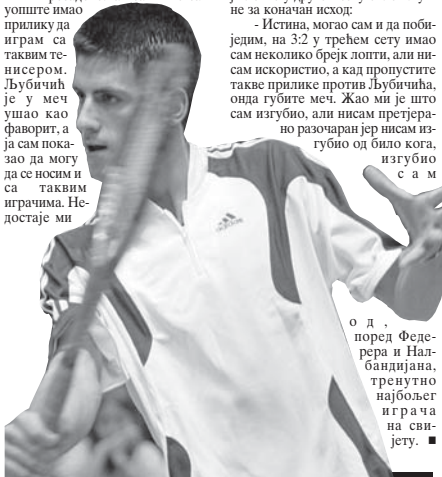 уопште имао
прилику да
играм са
таквим те-
нисером.
Љубичић
је у меч
ушао као
фаворит, а
ја сам пока-
зао да могу
да се носим и
са таквим
играчима. Не-
достаје ми
не за коначан исход:
- Истина, могао сам и да поби-
једим, на 3:2 у трећем сету имао
сам неколико брејк лопти, али ни-
сам искористио, а кад пропустите
такве прилике против Љубичића,
онда губите меч. Жао ми је што
сам изгубио, али нисам претјера-
но разочаран јер нисам из-
губио од било кога,
изгубио
сам
од,
поред Феде-
рера и Нал-
бандијана,
тренутно
најбољег
играча
на сви-
јету. ■
adidas